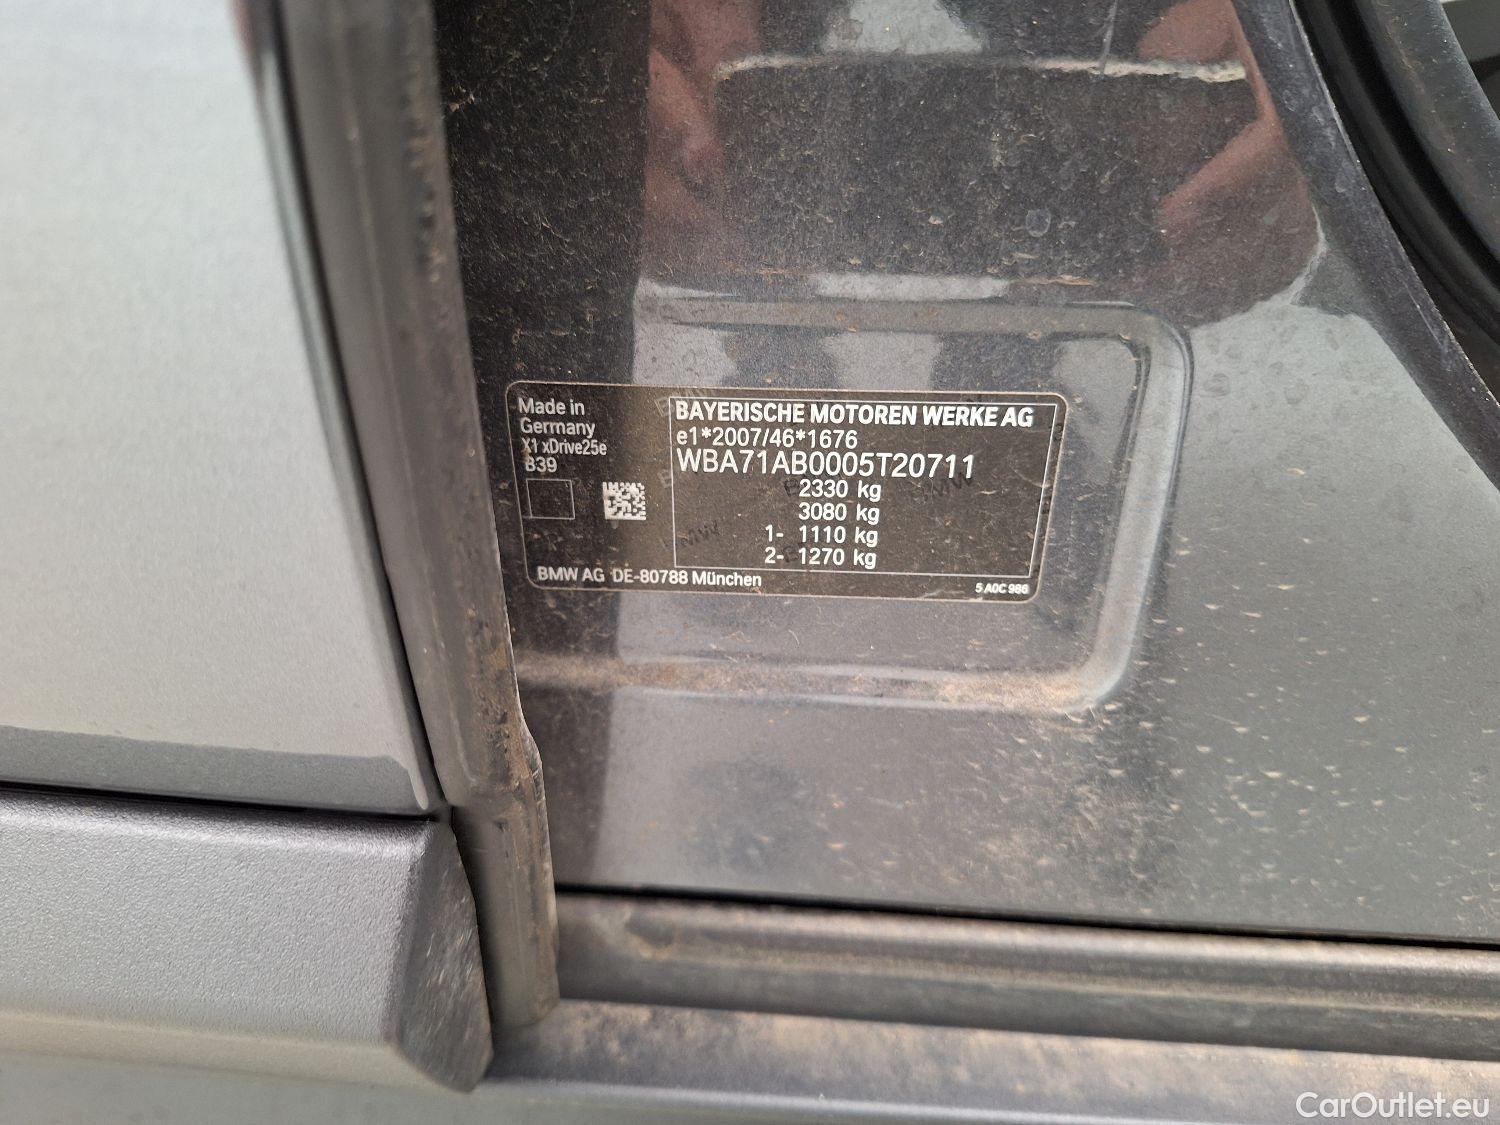 Made in
Germany
X1 xDrive25e
B39
BAYERISCHE MOTOREN WERKE AG
e1*2007/46*1676
WBA71AB0005T20711
2330 kg
3080 kg
1- 1110 kg
2- 1270 kg
BMW AG DE-80788 München
5 A0C 986
CarOutlet.eu